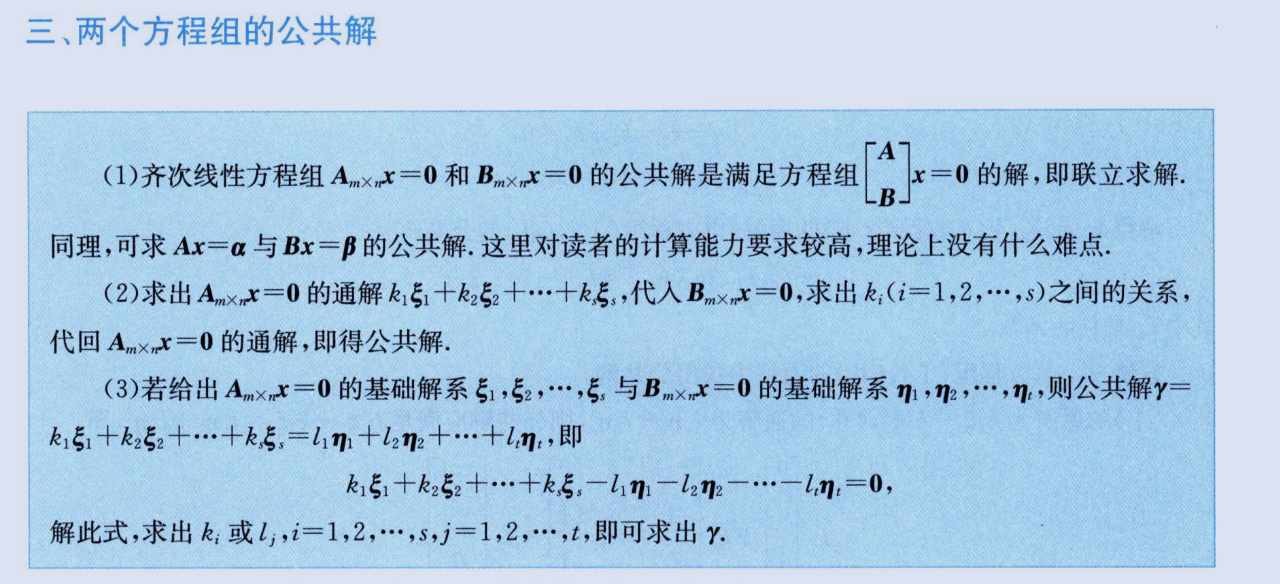 三、两个方程组的公共解
(1)齐次线性方程组 $\boldsymbol{A}_{m\times n}\boldsymbol{x}=\boldsymbol{0}$ 和 $\boldsymbol{B}_{m\times n}\boldsymbol{x}=\boldsymbol{0}$ 的公共解是满足方程组$\begin{bmatrix}\boldsymbol{A}\\\boldsymbol{B}\end{bmatrix}\boldsymbol{x}=\boldsymbol{0}$ 的解,即联立求解.
同理,可求 $\boldsymbol{Ax}=\boldsymbol{\alpha}$ 与 $\boldsymbol{Bx}=\boldsymbol{\beta}$ 的公共解. 这里对读者的计算能力要求较高,理论上没有什么难点.
(2)求出 $\boldsymbol{A}_{m\times n}\boldsymbol{x}=\boldsymbol{0}$ 的通解 $k_1\boldsymbol{\xi}_1+k_2\boldsymbol{\xi}_2+\cdots+k_s\boldsymbol{\xi}_s$,代入 $\boldsymbol{B}_{m\times n}\boldsymbol{x}=\boldsymbol{0}$,求出 $k_i(i=1,2,\cdots,s)$之间的关系,
代回 $\boldsymbol{A}_{m\times n}\boldsymbol{x}=\boldsymbol{0}$ 的通解,即得公共解.
(3)若给出 $\boldsymbol{A}_{m\times n}\boldsymbol{x}=\boldsymbol{0}$ 的基础解系 $\boldsymbol{\xi}_1,\boldsymbol{\xi}_2,\cdots,\boldsymbol{\xi}_s$ 与 $\boldsymbol{B}_{m\times n}\boldsymbol{x}=\boldsymbol{0}$ 的基础解系 $\boldsymbol{\eta}_1,\boldsymbol{\eta}_2,\cdots,\boldsymbol{\eta}_t$,则公共解$\boldsymbol{\gamma}=$
$k_1\boldsymbol{\xi}_1+k_2\boldsymbol{\xi}_2+\cdots+k_s\boldsymbol{\xi}_s=l_1\boldsymbol{\eta}_1+l_2\boldsymbol{\eta}_2+\cdots+l_t\boldsymbol{\eta}_t$,即
$k_1\boldsymbol{\xi}_1+k_2\boldsymbol{\xi}_2+\cdots+k_s\boldsymbol{\xi}_s-l_1\boldsymbol{\eta}_1-l_2\boldsymbol{\eta}_2-\cdots-l_t\boldsymbol{\eta}_t=\boldsymbol{0}$,
解此式,求出 $k_i$ 或 $l_j$,$i=1,2,\cdots,s,j=1,2,\cdots,t$,即可求出 $\boldsymbol{\gamma}$.